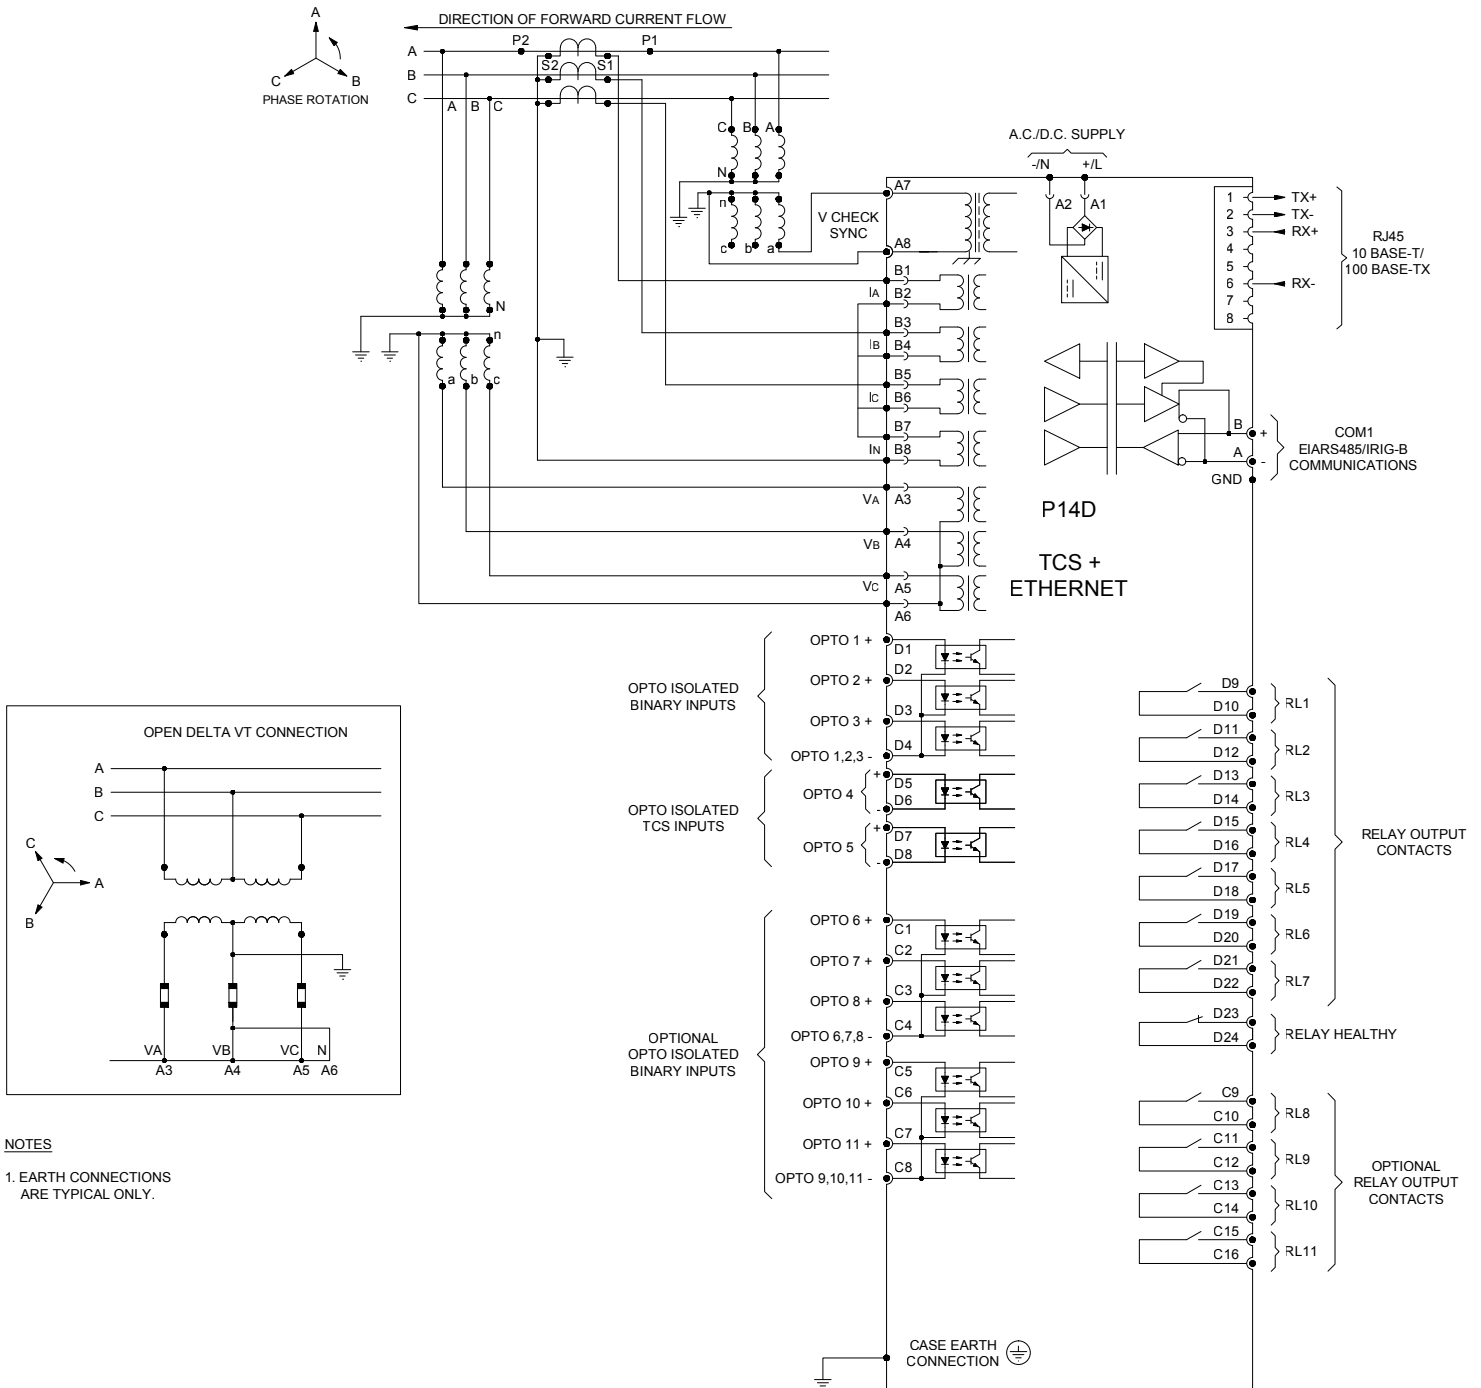 A
C
B
PHASE ROTATION
DIRECTION OF FORWARD CURRENT FLOW
P2
P1
A
B
C
S2
S1
A
B
C
C
B
A
N
n
c
b
a
N
n
a
b
c
A.C./D.C. SUPPLY
-/N
+/L
A2
A1
V CHECK
SYNC
A7
A8
IA
B1
B2
IB
B3
B4
IC
B5
B6
IN
B7
B8
VA
A3
VB
A4
VC
A5
A6
1
TX+
2
TX-
3
RX+
4
5
6
RX-
7
8
RJ45
10 BASE-T/
100 BASE-TX
B
+
A
-
GND
COM1
EIARS485/IRIG-B
COMMUNICATIONS
P14D
TCS +
ETHERNET
OPTO ISOLATED
BINARY INPUTS
OPTO 1 +
D1
D2
OPTO 2 +
D3
OPTO 3 +
D4
OPTO 1,2,3 -
OPTO ISOLATED
TCS INPUTS
OPTO 4
+
D5
D6
-
OPTO 5
+
D7
D8
-
OPTIONAL
OPTO ISOLATED
BINARY INPUTS
OPTO 6 +
C1
C2
OPTO 7 +
C3
OPTO 8 +
C4
OPTO 6,7,8 -
OPTO 9 +
C5
C6
OPTO 10 +
C7
OPTO 11 +
C8
OPTO 9,10,11 -
D9
D10
RL1
D11
D12
RL2
D13
D14
RL3
D15
D16
RL4
D17
D18
RL5
D19
D20
RL6
D21
D22
RL7
RELAY OUTPUT
CONTACTS
D23
D24
RELAY HEALTHY
C9
C10
RL8
C11
C12
RL9
C13
C14
RL10
C15
C16
RL11
OPTIONAL
RELAY OUTPUT
CONTACTS
CASE EARTH
CONNECTION
OPEN DELTA VT CONNECTION
A
B
C
C
A
B
VA
VB
VC
N
A3
A4
A5
A6
NOTES
1. EARTH CONNECTIONS
ARE TYPICAL ONLY.